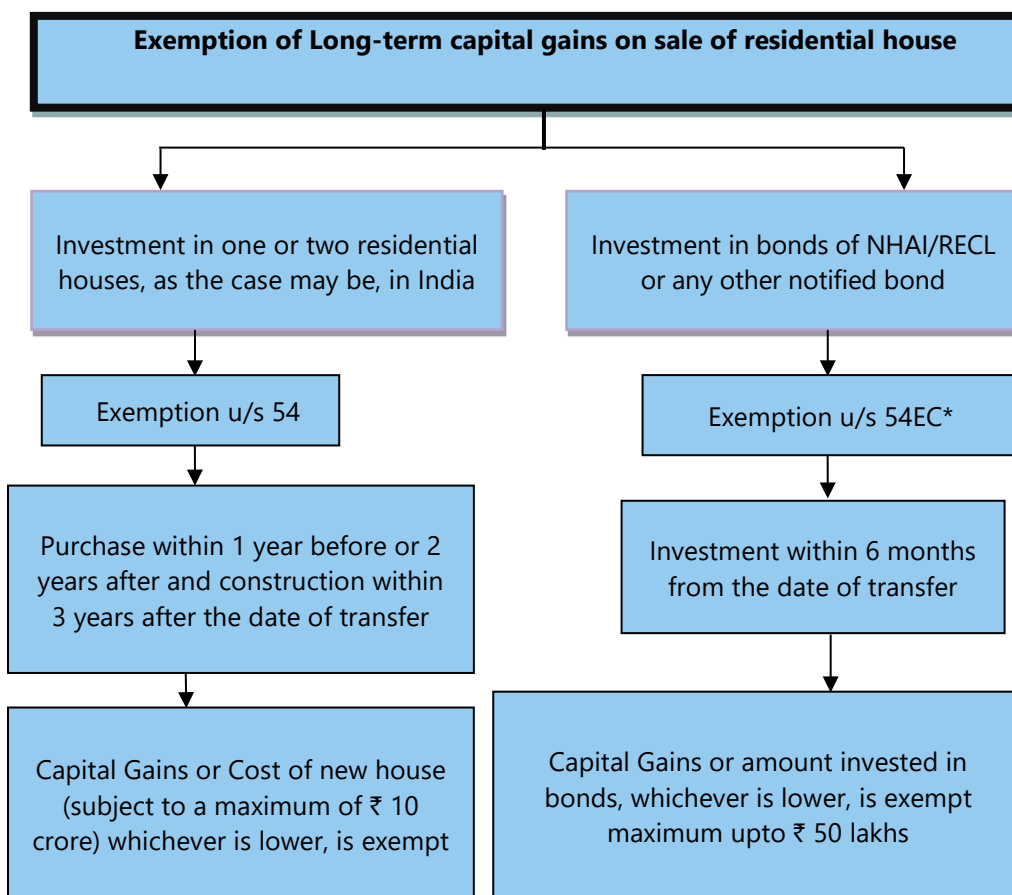 Exemption of Long-term capital gains on sale of residential house
Investment in one or two residential
houses, as the case may be, in India
Exemption u/s 54
Purchase within 1 year before or 2
years after and construction within
3 years after the date of transfer
Capital Gains or Cost of new house
(subject to a maximum of ₹ 10
crore) whichever is lower, is exempt
Investment in bonds of NHAI/RECL
or any other notified bond
Exemption u/s 54EC*
Investment within 6 months
from the date of transfer
Capital Gains or amount invested in
bonds, whichever is lower, is exempt
maximum upto ₹ 50 lakhs